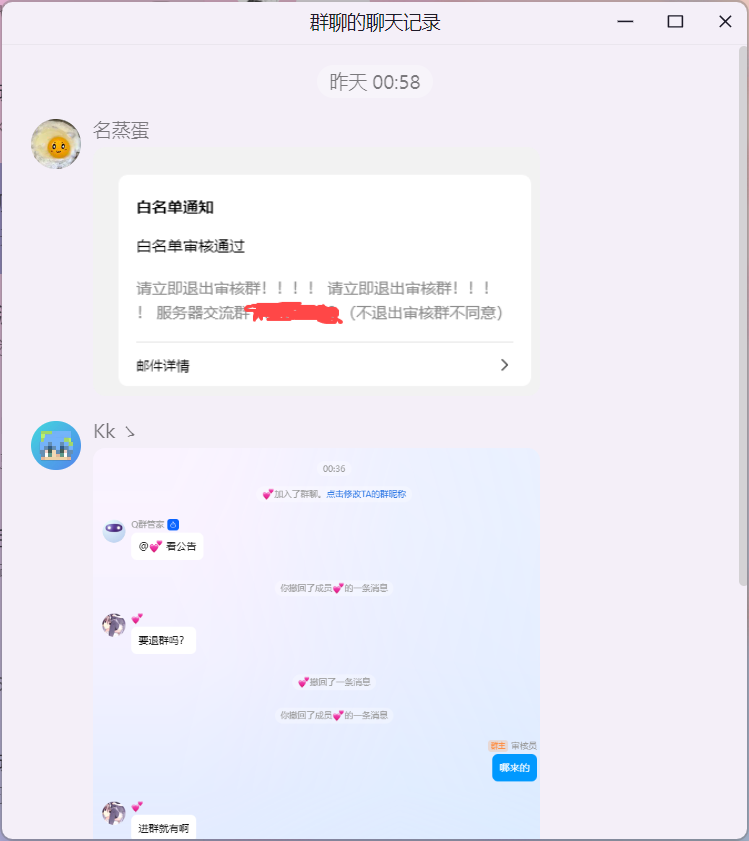 群聊的聊天记录
昨天 00:58
名蒸蛋
白名单通知
白名单审核通过
请立即退出审核群！！！！ 请立即退出审核群！！！
！ 服务器交流群 （不退出审核群不同意）
邮件详情
Kk
00:36
💕加入了群聊。点击修改TA的群昵称
Q群管家
@💕 看公告
你撤回了成员💕的一条消息
💕
要退群吗?
💕撤回了一条消息
你撤回了成员💕的一条消息
群主 审核员
哪来的
💕
进群就有啊